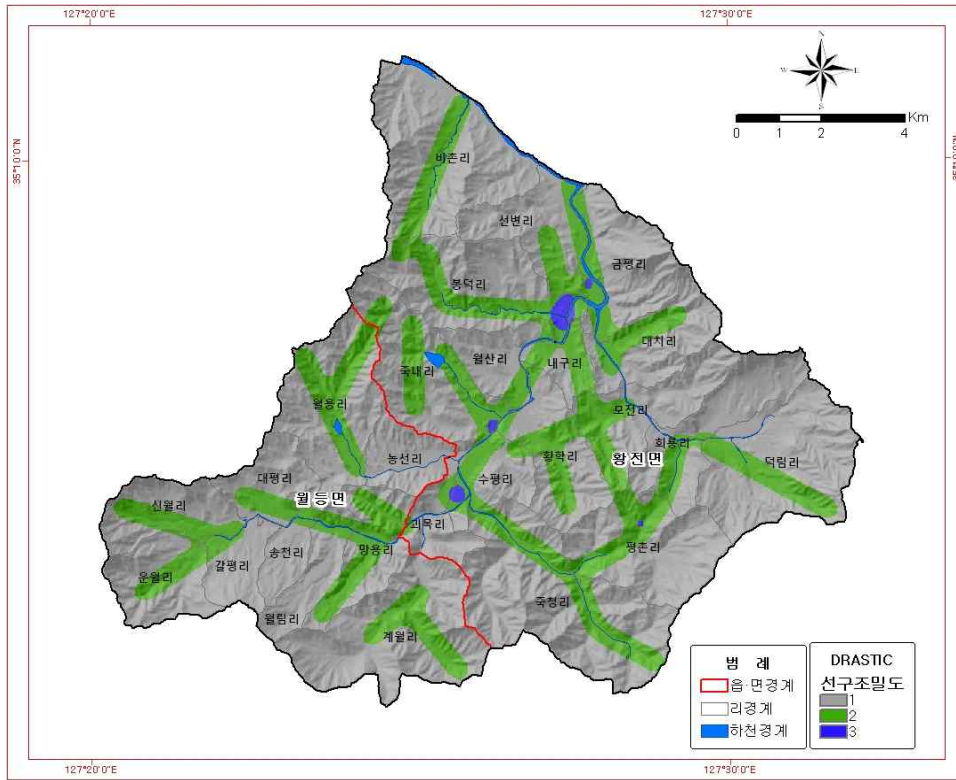 127°20'0"E
127°30'0"E
N
W
E
S
Km
0 1 2 4
35°10'0"N
35°10'0"N
비촌리
선변리
금평리
봉덕리
대치리
월산리
내구리
죽내리
월용리
모전리
회룡리
황학리
황전면
덕림리
농선리
대평리
수평리
월등면
신월리
괴목리
평촌리
송천리
망용리
갈평리
운월리
죽청리
월림리
계월리
범 례
읍·면경계
리경계
하천경계
DRASTIC
선구조밀도
1
2
3
127°20'0"E
127°30'0"E